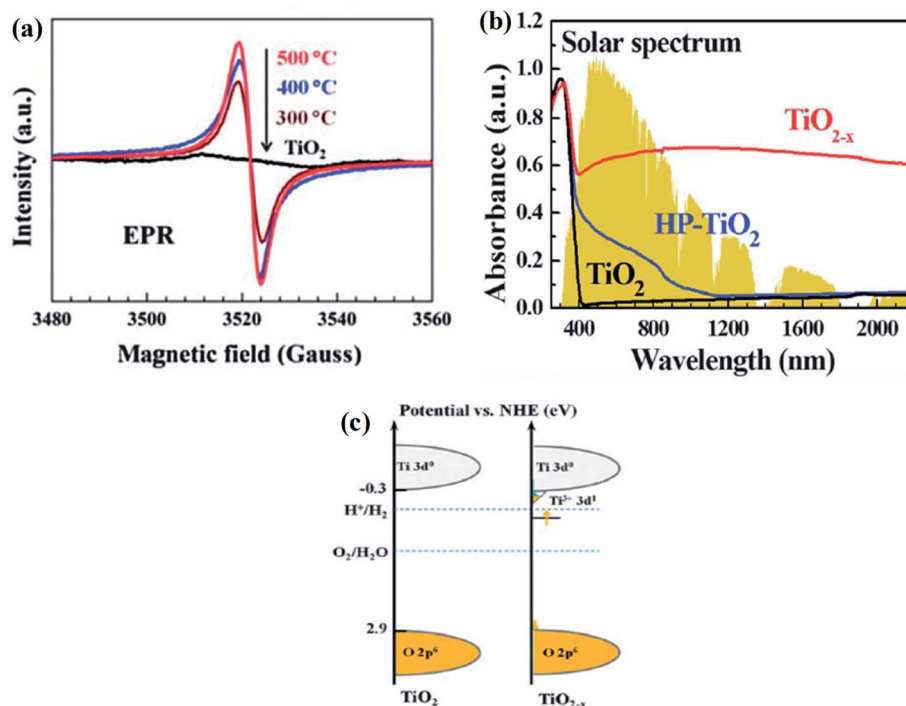 (a)
500 °C
400 °C
300 °C
TiO₂
EPR
Intensity (a.u.)
3480 3500 3520 3540 3560
Magnetic field (Gauss)
(b)
Solar spectrum
TiO₂₋ₓ
HP-TiO₂
TiO₂
Absorbance (a.u.)
1.2
1.0
0.8
0.6
0.4
0.2
0.0
400 800 1200 1600 2000
Wavelength (nm)
(c)
Potential vs. NHE (eV)
Ti 3d⁰
-0.3
H⁺/H₂
O₂/H₂O
2.9
O 2p⁶
TiO₂
Ti 3d⁰
Ti³⁺ 3d¹
O 2p⁶
TiO₂₋ₓ